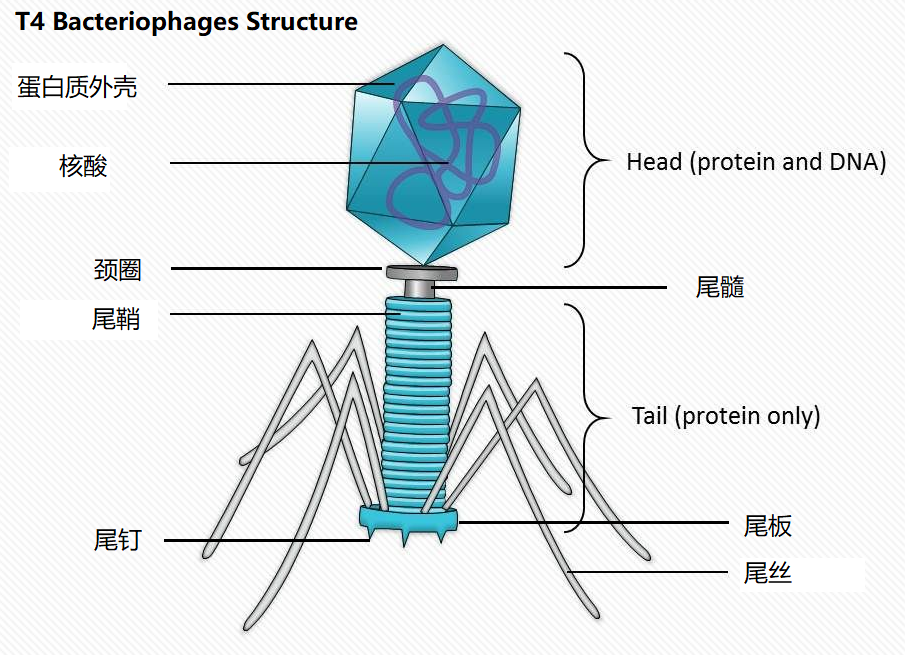 T4 Bacteriophages Structure
蛋白质外壳
核酸
Head (protein and DNA)
颈圈
尾髓
尾鞘
Tail (protein only)
尾钉
尾板
尾丝